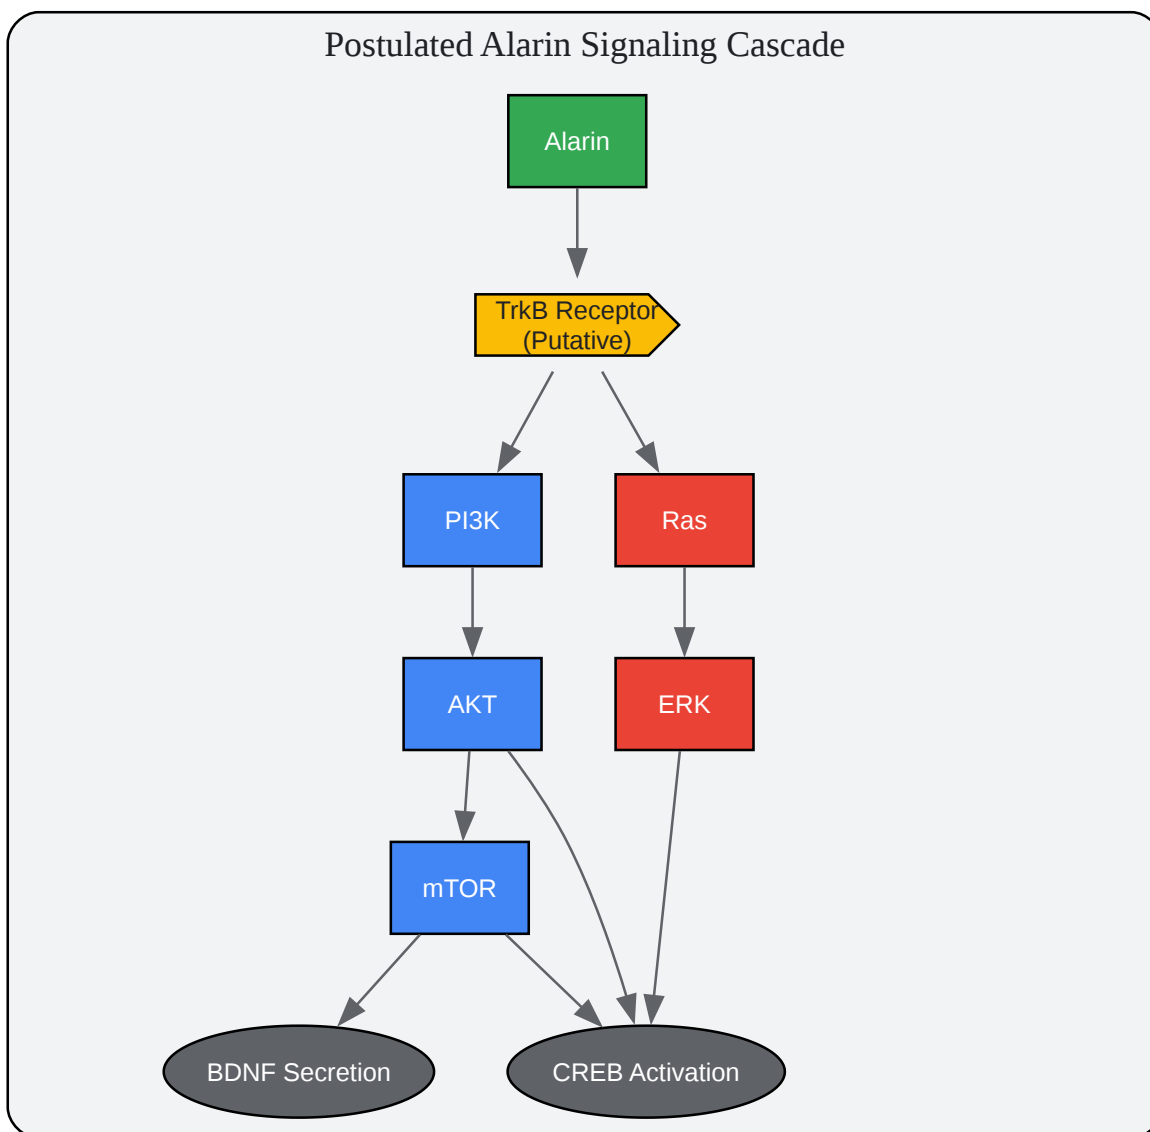 Postulated Alarin Signaling Cascade
Alarin
TrkB Receptor
(Putative)
PI3K
Ras
AKT
ERK
mTOR
BDNF Secretion
CREB Activation